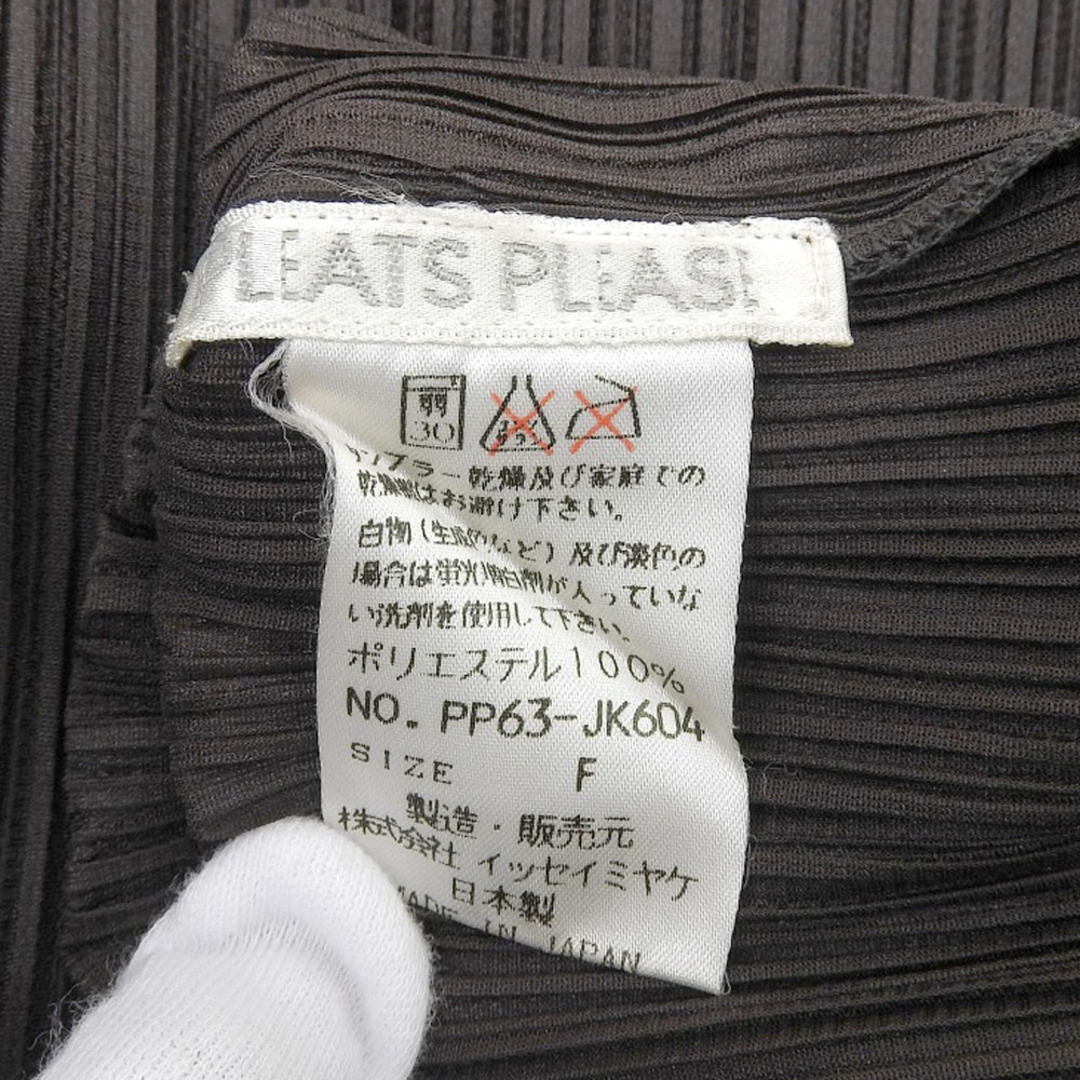 LEATS PLEASE
弱
30
タンブラー乾燥及び家庭での
乾燥機はお避け下さい。
白物(生成色など)及び淡色の
場合は蛍光増白剤が入っていな
い洗剤を使用して下さい。
ポリエステル100%
NO. PP63-JK604
SIZE F
製造・販売元
株式会社 イッセイミヤケ
日本製
MADE IN JAPAN